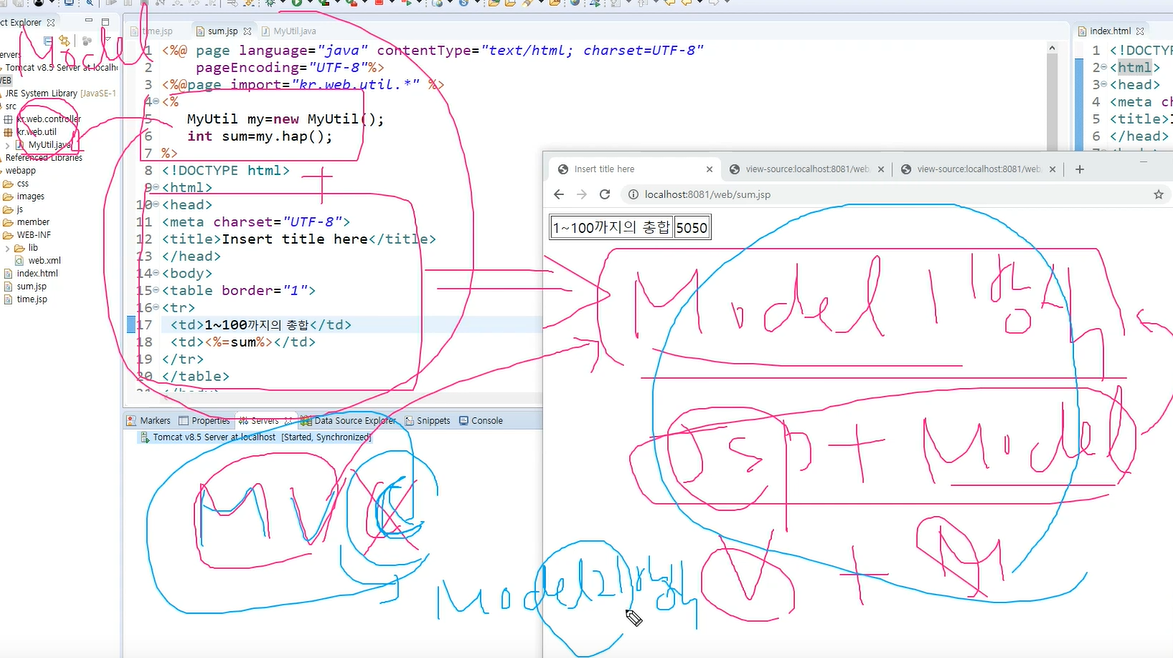 ct Explorer
ervers
Tomcat v8.5 Server at localh
WEB
JRE System Library [JavaSE-1
src
kr.web.controller
kr.web.util
MyUtil.java
Referenced Libraries
webapp
css
images
js
member
WEB-INF
lib
web.xml
index.html
sum.jsp
time.jsp
Model
time.jsp sum.jsp MyUtil.java
1 <%@ page language="java" contentType="text/html; charset=UTF-8"
2 pageEncoding="UTF-8"%>
3 <%@page import="kr.web.util.*" %>
4 <%
5 MyUtil my=new MyUtil();
6 int sum=my.hap();
7 %>
8 <!DOCTYPE html>
9 <html>
10 <head>
11 <meta charset="UTF-8">
12 <title>Insert title here</title>
13 </head>
14 <body>
15 <table border="1">
16 <tr>
17 <td>1~100까지의 총합</td>
18 <td><%=sum%></td>
19 </tr>
20 </table>
+
index.html
1 <!DOCTY
2 <html>
3 <head>
4 <meta ch
5 <title>I
6 </head>
Insert title here view-source:localhost:8081/web view-source:localhost:8081/web
localhost:8081/web/sum.jsp
1~100까지의 총합 5050
Model 1방식
JSP + Model
V + M
Markers Properties Servers Data Source Explorer Snippets Console
Tomcat v8.5 Server at localhost [Started, Synchronized]
MVC
Model2방식